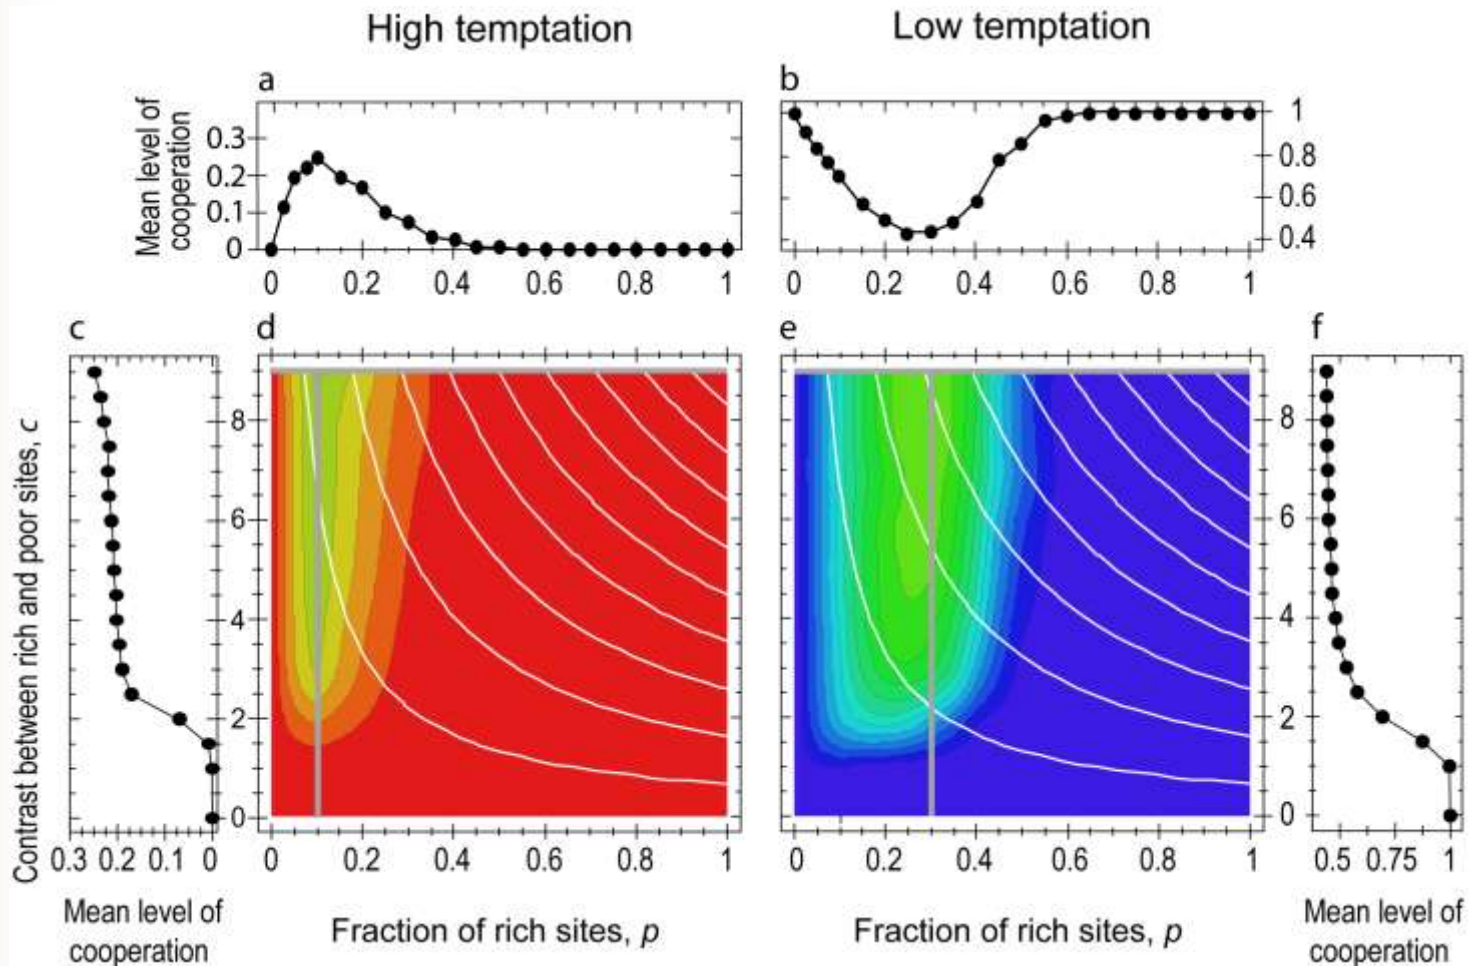 High temptation
Low temptation
a
b
Mean level of
cooperation
0.3
0.2
0.1
0
0 0.2 0.4 0.6 0.8 1
1
0.8
0.6
0.4
0 0.2 0.4 0.6 0.8 1
c
d
e
f
Contrast between rich and poor sites, c
0.3 0.2 0.1 0
8
6
4
2
0
0 0.2 0.4 0.6 0.8 1
0 0.2 0.4 0.6 0.8 1
8
6
4
2
0
0.5 0.75 1
Mean level of
cooperation
Fraction of rich sites, p
Fraction of rich sites, p
Mean level of
cooperation